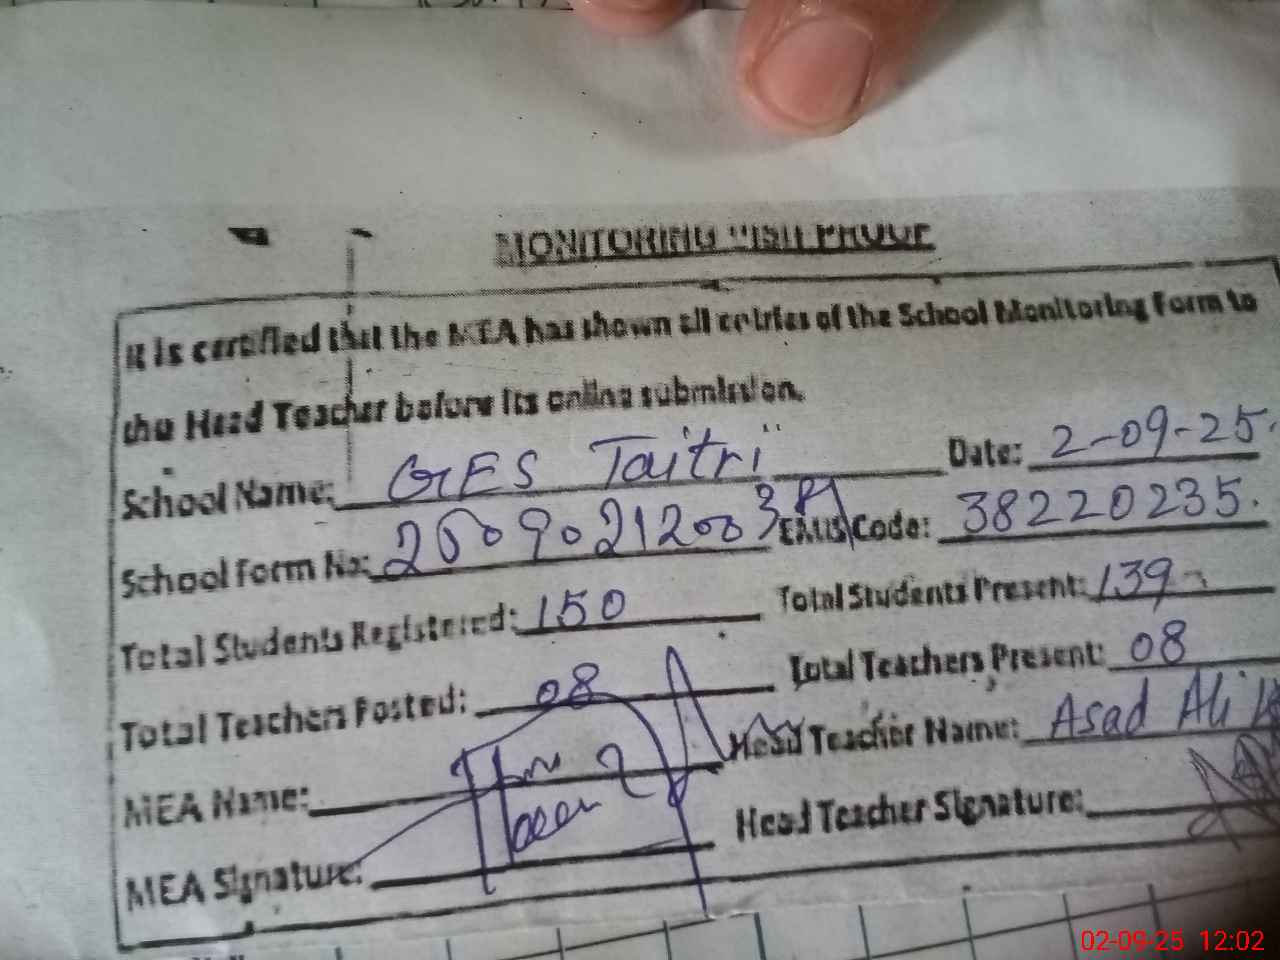 MONITORING VISIT PROOF
It is certified that the MEA has shown all entries of the School Monitoring Form to
the Head Teacher before its online submission.
School Name: GES Taitri Date: 2-09-25.
School Form No: EMIS Code: 38220235.
Total Students Registered: 150 Total Students Present: 139
Total Teachers Posted: 08 Total Teachers Present: 08
MEA Name: Head Teacher Name: Asad Ali
MEA Signature: Head Teacher Signature:
02-09-25 12:02